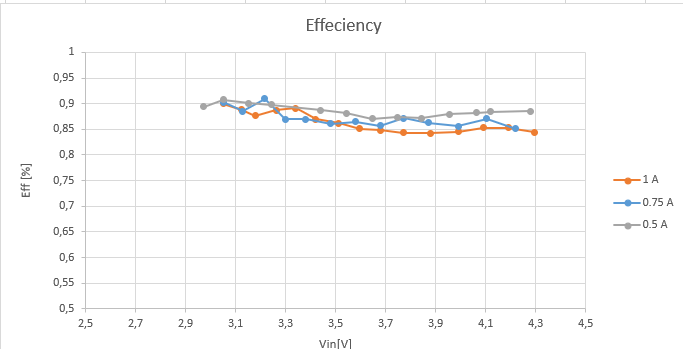 Effeciency
1
0,95
0,9
0,85
0,8
0,75
0,7
0,65
0,6
0,55
0,5
Eff [%]
2,5 2,7 2,9 3,1 3,3 3,5 3,7 3,9 4,1 4,3 4,5
Vin[V]
1 A
0.75 A
0.5 A